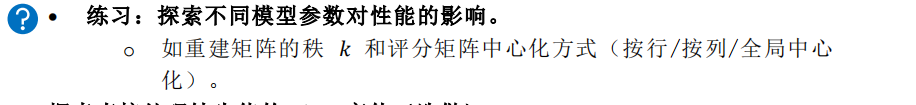 ? • 练习：探索不同模型参数对性能的影响。
o 如重建矩阵的秩 k 和评分矩阵中心化方式（按行/按列/全局中心
化）。